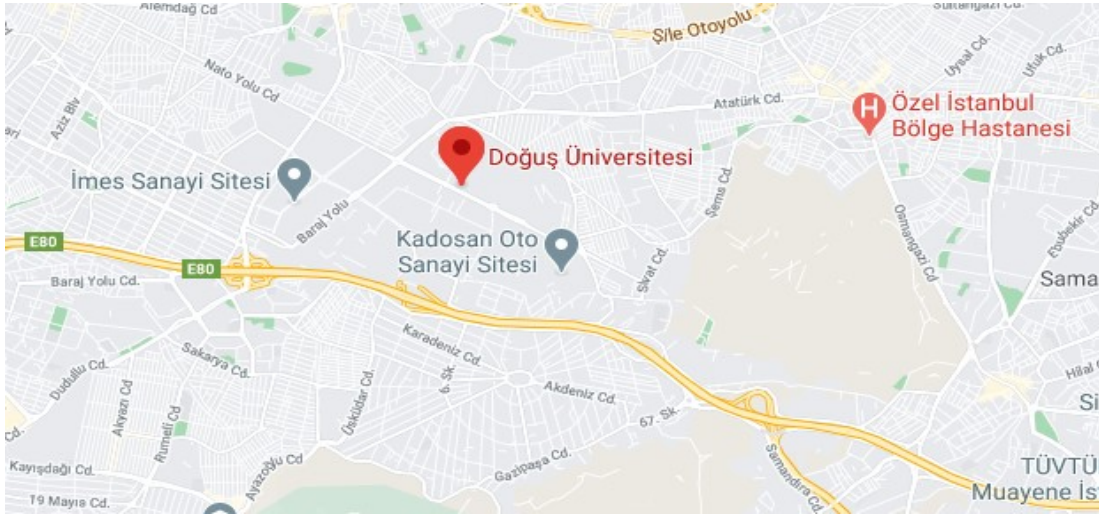 Alemdağ Cd
Sultangazi Cd.
Şile Otoyolu
Uysal Cd.
Ufuk Cd.
Nato Yolu Cd.
Aziz Blv
Atatürk Cd.
Özel İstanbul
Bölge Hastanesi
Doğuş Üniversitesi
İmes Sanayi Sitesi
Şems Cd.
Baraj Yolu
Osmangazi Cd
Ebubekir Cd.
Kadosan Oto
Sanayi Sitesi
E80
E80
Sivat Cd.
Baraj Yolu Cd.
Sama
Karadeniz Cd.
Sakarya Cd.
Dudullu Cd.
6. Sk.
Akdeniz Cd.
Hilal
Akyazı Cd
Rumeli Cd
Üsküdar Cd.
67. Sk.
Si
Cd.
Gazipaşa Cd.
Samandıra Cd.
Kayışdağı Cd.
Ayazoğlu Cd.
TÜVTÜ
Muayene İs
19 Mayıs Cd.